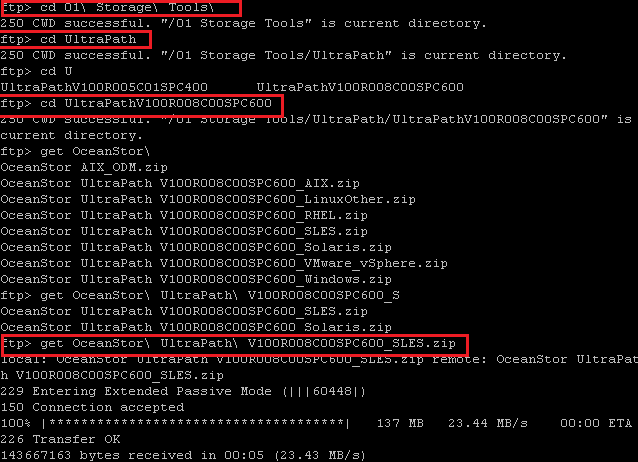 ftp> cd 01\ Storage\ Tools\
250 CWD successful. "/01 Storage Tools" is current directory.
ftp> cd UltraPath
250 CWD successful. "/01 Storage Tools/UltraPath" is current directory.
ftp> cd U
UltraPathV100R005C01SPC400 UltraPathV100R008C00SPC600
ftp> cd UltraPathV100R008C00SPC600
250 CWD successful. "/01 Storage Tools/UltraPath/UltraPathV100R008C00SPC600" is
current directory.
ftp> get OceanStor\
OceanStor AIX_ODM.zip
OceanStor UltraPath V100R008C00SPC600_AIX.zip
OceanStor UltraPath V100R008C00SPC600_LinuxOther.zip
OceanStor UltraPath V100R008C00SPC600_RHEL.zip
OceanStor UltraPath V100R008C00SPC600_SLES.zip
OceanStor UltraPath V100R008C00SPC600_Solaris.zip
OceanStor UltraPath V100R008C00SPC600_VMware_vSphere.zip
OceanStor UltraPath V100R008C00SPC600_Windows.zip
ftp> get OceanStor\ UltraPath\ V100R008C00SPC600_S
OceanStor UltraPath V100R008C00SPC600_SLES.zip
OceanStor UltraPath V100R008C00SPC600_Solaris.zip
ftp> get OceanStor\ UltraPath\ V100R008C00SPC600_SLES.zip
local: OceanStor UltraPath V100R008C00SPC600_SLES.zip remote: OceanStor UltraPat
h V100R008C00SPC600_SLES.zip
229 Entering Extended Passive Mode (|||60448|)
150 Connection accepted
100% |*************************************| 137 MB 23.44 MB/s 00:00 ETA
226 Transfer OK
143667163 bytes received in 00:05 (23.43 MB/s)